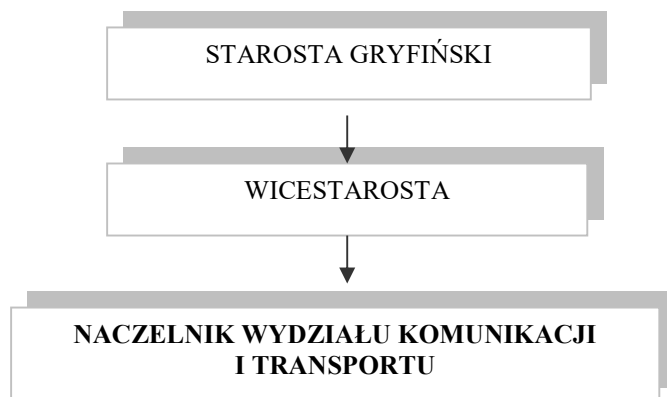 STAROSTA GRYFIŃSKI
WICESTAROSTA
NACZELNIK WYDZIAŁU KOMUNIKACJI
I TRANSPORTU